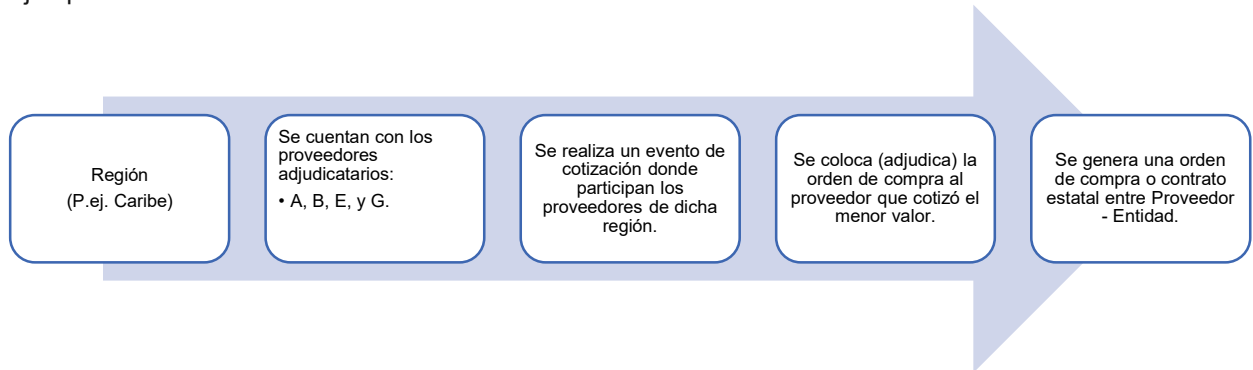 Región
(P.ej. Caribe)
Se cuentan con los
proveedores
adjudicatarios:
• A, B, E, y G.
Se realiza un evento de
cotización donde
participan los
proveedores de dicha
región.
Se coloca (adjudica) la
orden de compra al
proveedor que cotizó el
menor valor.
Se genera una orden
de compra o contrato
estatal entre Proveedor
- Entidad.